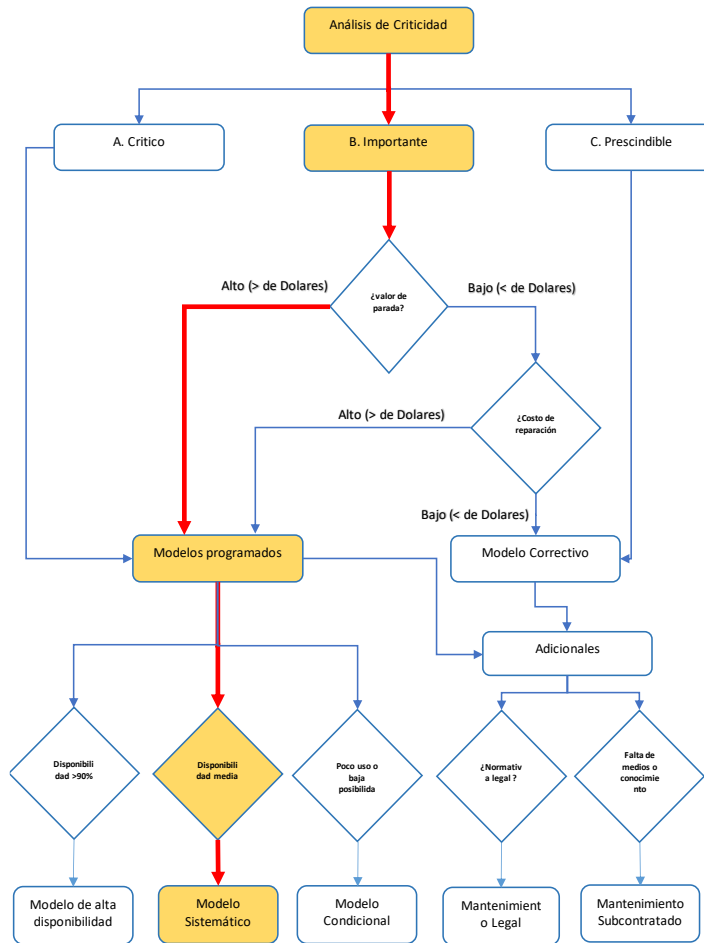 Análisis de Criticidad
A. Critico
B. Importante
C. Prescindible
Alto (> de Dolares)
¿valor de
parada?
Bajo (< de Dolares)
Alto (> de Dolares)
¿Costo de
reparación
Bajo (< de Dolares)
Modelos programados
Modelo Correctivo
Adicionales
Disponibili
dad >90%
Disponibili
dad media
Poco uso o
baja
posibilida
¿Normativ
a legal ?
Falta de
medios o
conocimie
nto
Modelo de alta
disponibilidad
Modelo
Sistemático
Modelo
Condicional
Mantenimient
o Legal
Mantenimiento
Subcontratado